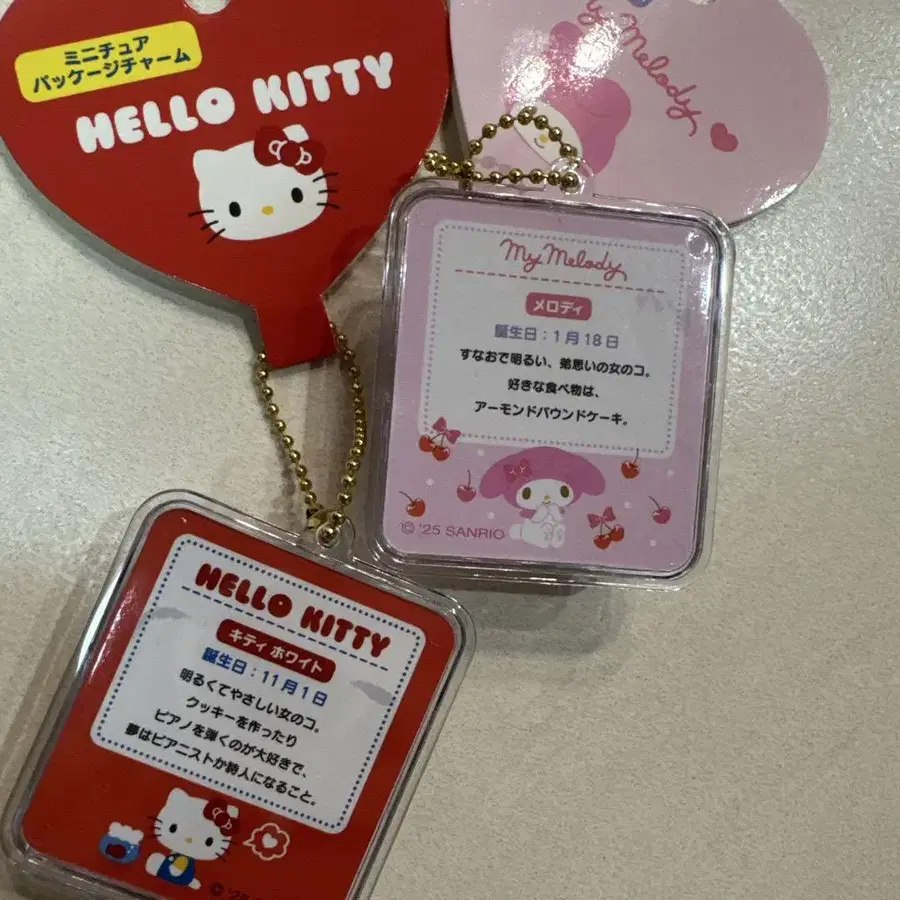 ミニチュア
パッケージチャーム
HELLO KITTY
My Melody
My Melody
メロディ
誕生日：1月18日
すなおで明るい、弟思いの女のコ。
好きな食べ物は、
アーモンドパウンドケーキ。
© '25 SANRIO
HELLO KITTY
キティ ホワイト
誕生日：11月1日
明るくてやさしい女のコ。
クッキーを作ったり
ピアノを弾くのが大好きで、
夢はピアニストか詩人になること。